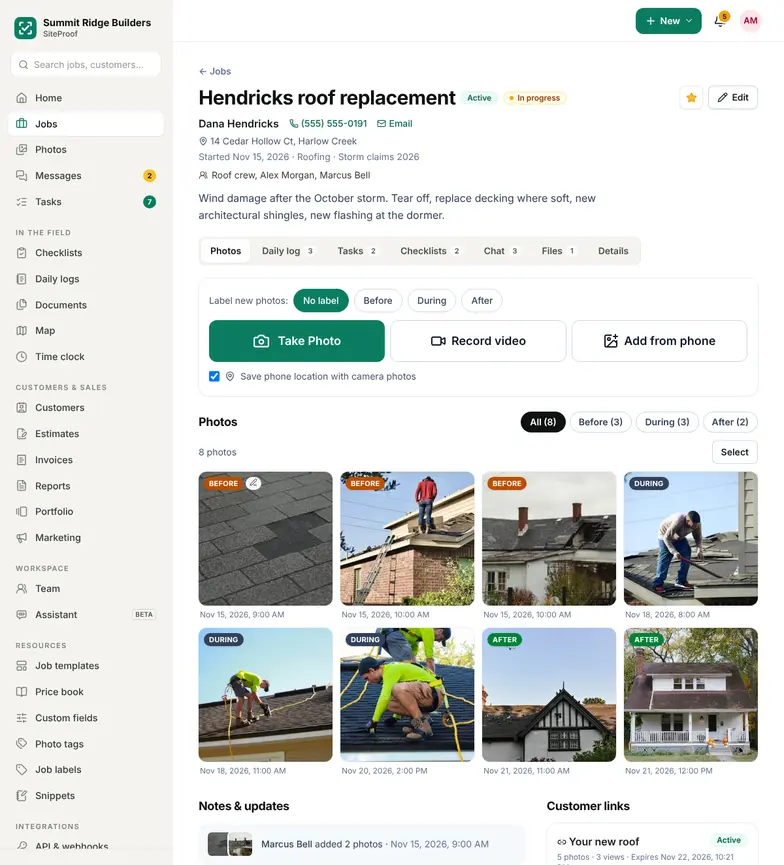 Summit Ridge Builders
SiteProof
Search jobs, customers...
Home
Jobs
Photos
Messages 2
Tasks 7
IN THE FIELD
Checklists
Daily logs
Documents
Map
Time clock
CUSTOMERS & SALES
Customers
Estimates
Invoices
Reports
Portfolio
Marketing
WORKSPACE
Team
Assistant BETA
RESOURCES
Job templates
Price book
Custom fields
Photo tags
Job labels
Snippets
INTEGRATIONS
API & webhooks
+ New 5 AM
← Jobs
Hendricks roof replacement Active In progress Edit
Dana Hendricks (555) 555-0191 Email
14 Cedar Hollow Ct, Harlow Creek
Started Nov 15, 2026 · Roofing · Storm claims 2026
Roof crew, Alex Morgan, Marcus Bell
Wind damage after the October storm. Tear off, replace decking where soft, new
architectural shingles, new flashing at the dormer.
Photos Daily log 3 Tasks 2 Checklists 2 Chat 3 Files 1 Details
Label new photos: No label Before During After
Take Photo Record video Add from phone
Save phone location with camera photos
Photos All (8) Before (3) During (3) After (2)
8 photos Select
BEFORE BEFORE BEFORE DURING
Nov 15, 2026, 9:00 AM Nov 15, 2026, 10:00 AM Nov 15, 2026, 10:00 AM Nov 18, 2026, 8:00 AM
DURING DURING AFTER AFTER
Nov 18, 2026, 11:00 AM Nov 20, 2026, 2:00 PM Nov 21, 2026, 11:00 AM Nov 21, 2026, 12:00 PM
Notes & updates Customer links
Marcus Bell added 2 photos · Nov 15, 2026, 9:00 AM
Your new roof Active
5 photos · 3 views · Expires Nov 22, 2026, 10:21